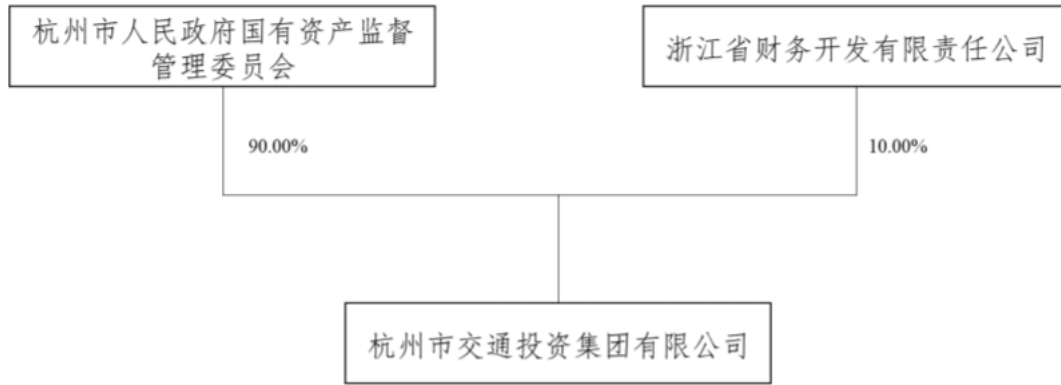 杭州市人民政府国有资产监督
管理委员会
浙江省财务开发有限责任公司
90.00%
10.00%
杭州市交通投资集团有限公司